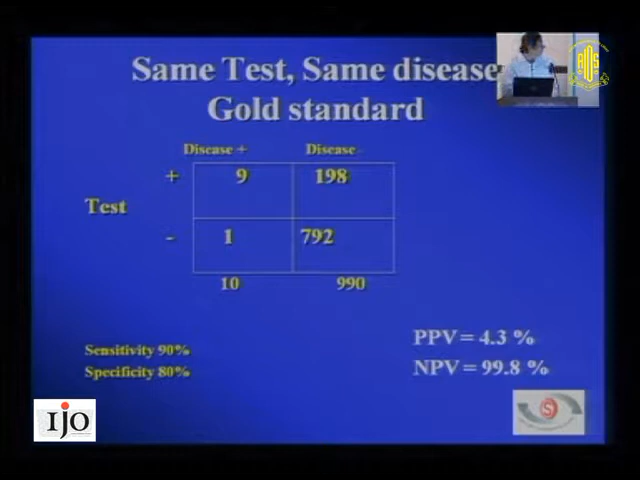 Same Test, Same disease
Gold standard
Disease + Disease -
+ 9 198
Test
- 1 792
10 990
PPV = 4.3 %
NPV = 99.8 %
Sensitivity 90%
Specificity 80%
IJO
S